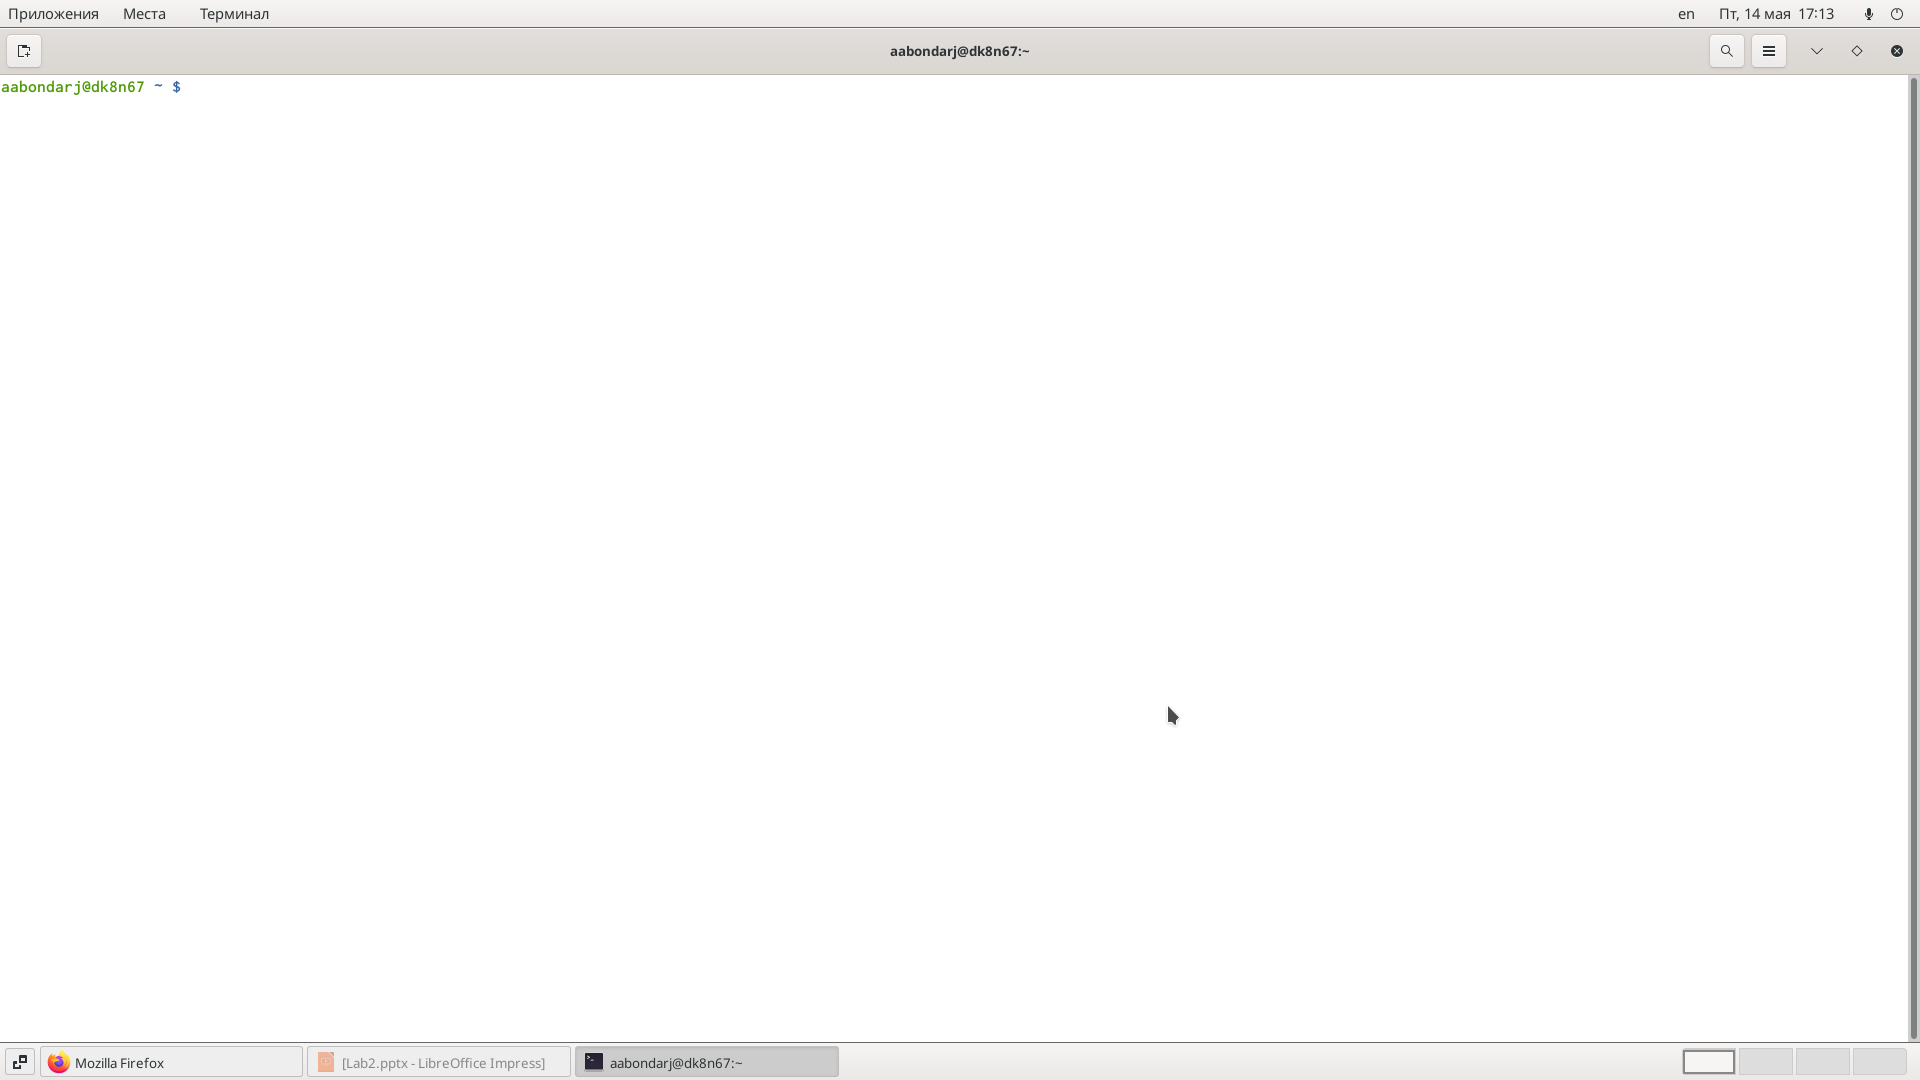 Приложения Места Терминал en Пт, 14 мая 17:13
aabondarj@dk8n67:~
aabondarj@dk8n67 ~ $
Mozilla Firefox [Lab2.pptx - LibreOffice Impress] aabondarj@dk8n67:~